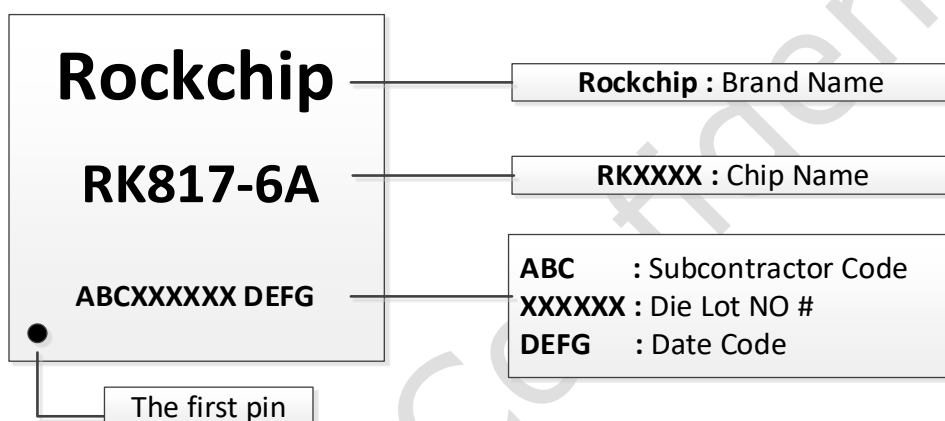 Rockchip
Rockchip : Brand Name
RK817-6A
RKXXXX : Chip Name
ABCXXXXXX DEFG
ABC : Subcontractor Code
XXXXXX : Die Lot NO #
DEFG : Date Code
The first pin